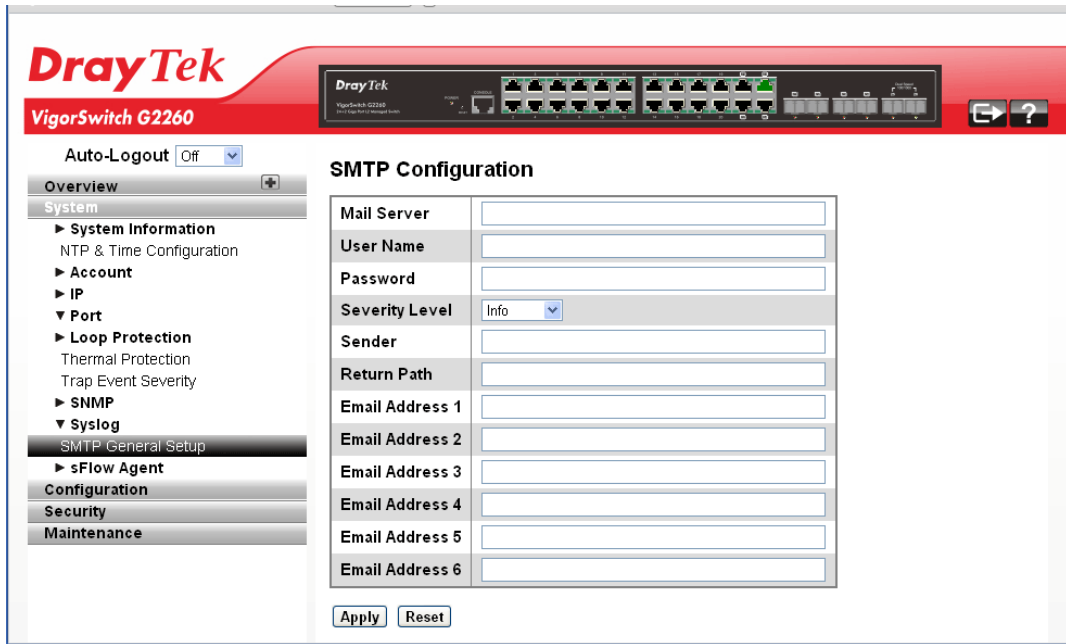 DrayTek
VigorSwitch G2260
DrayTek
VigorSwitch G2260
Auto-Logout Off
Overview
System
System Information
NTP & Time Configuration
Account
IP
Port
Loop Protection
Thermal Protection
Trap Event Severity
SNMP
Syslog
SMTP General Setup
sFlow Agent
Configuration
Security
Maintenance
SMTP Configuration
Mail Server
User Name
Password
Severity Level Info
Sender
Return Path
Email Address 1
Email Address 2
Email Address 3
Email Address 4
Email Address 5
Email Address 6
Apply Reset